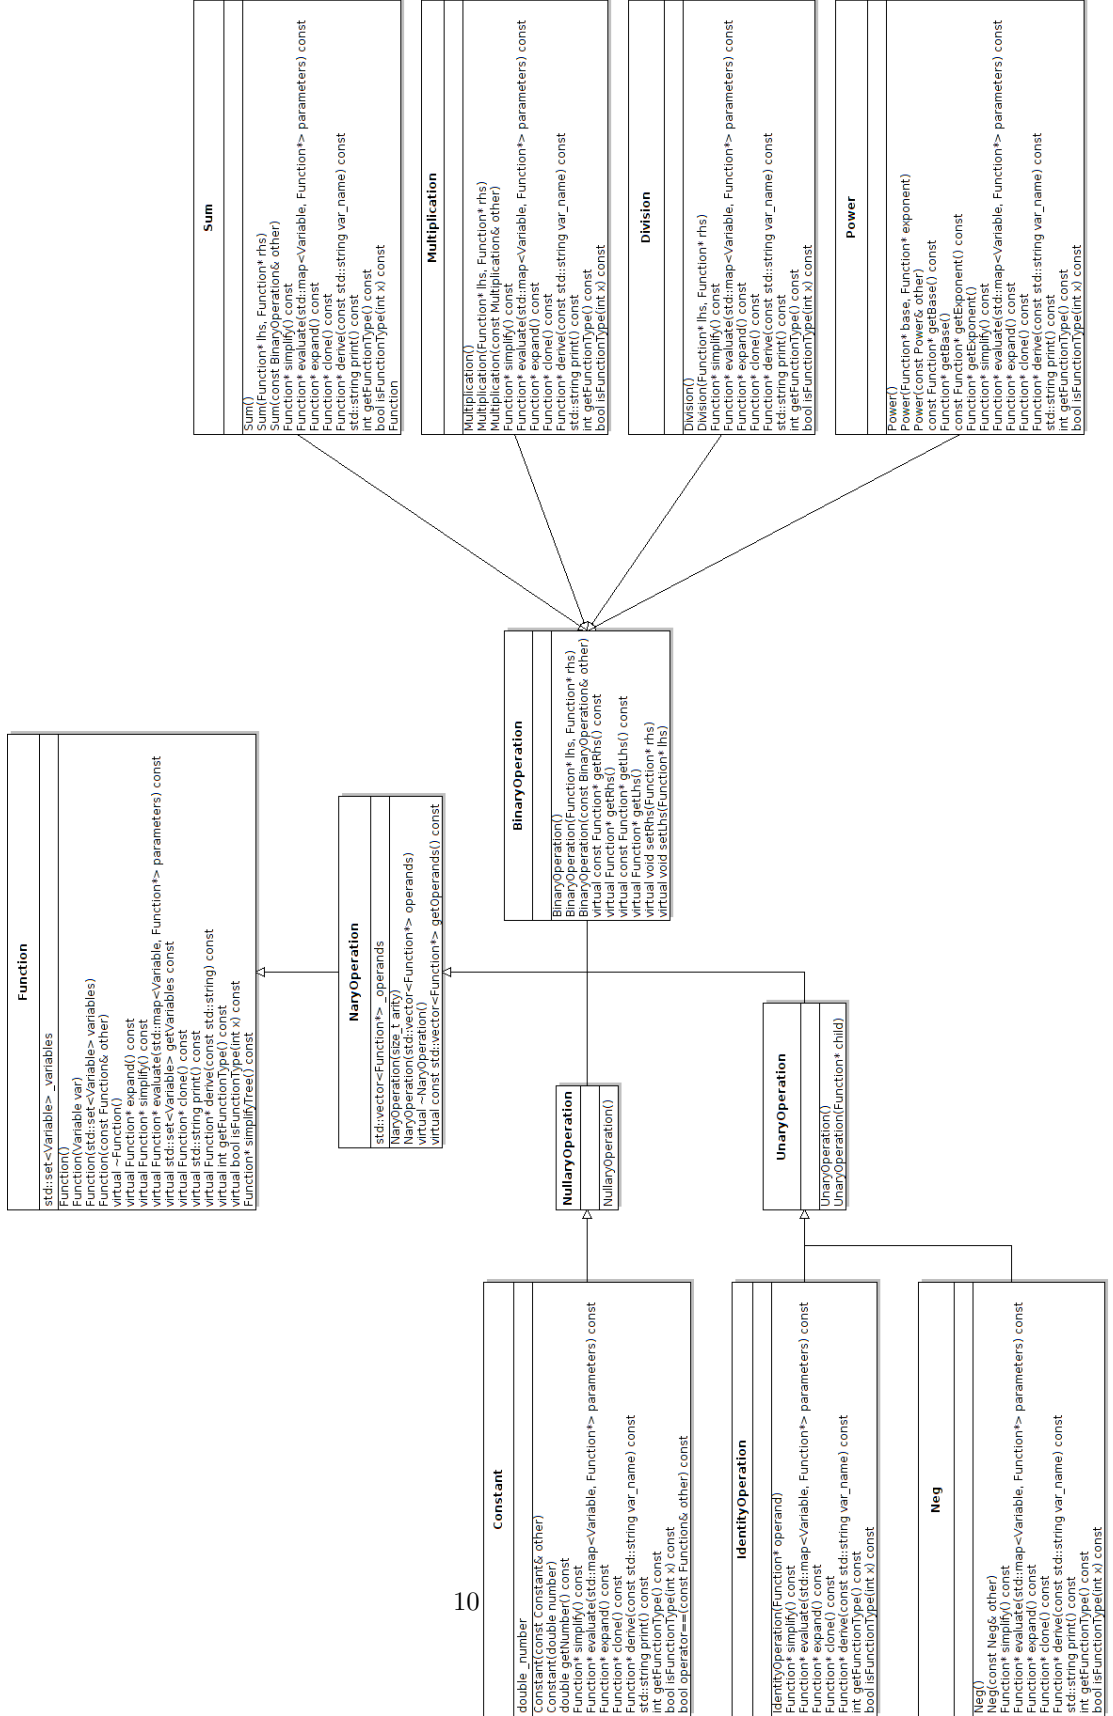 Function
std::set<Variable> _variables
Function()
Function(Variable var)
Function(std::set<Variable> variables)
Function(const Function& other)
virtual ~Function()
virtual Function* expand() const
virtual Function* simplify() const
virtual Function* evaluate(std::map<Variable, Function*> parameters) const
virtual std::set<Variable> getVariables const
virtual Function* clone() const
virtual std::string print() const
virtual Function* derive(const std::string) const
virtual int getFunctionType() const
virtual bool isFunctionType(int x) const
Function* simplifyTree() const
NaryOperation
std::vector<Function*> _operands
NaryOperation(size_t arity)
NaryOperation(std::vector<Function*> operands)
virtual ~NaryOperation()
virtual const std::vector<Function*> getOperands() const
BinaryOperation
BinaryOperation()
BinaryOperation(Function* lhs, Function* rhs)
BinaryOperation(const BinaryOperation& other)
virtual const Function* getRhs() const
virtual Function* getRhs()
virtual const Function* getLhs() const
virtual Function* getLhs()
virtual void setRhs(Function* rhs)
virtual void setLhs(Function* lhs)
NullaryOperation
NullaryOperation()
UnaryOperation
UnaryOperation()
UnaryOperation(Function* child)
Sum
Sum()
Sum(Function* lhs, Function* rhs)
Sum(const BinaryOperation& other)
Function* simplify() const
Function* evaluate(std::map<Variable, Function*> parameters) const
Function* expand() const
Function* clone() const
Function* derive(const std::string var_name) const
std::string print() const
int getFunctionType() const
bool isFunctionType(int x) const
Function
Multiplication
Multiplication()
Multiplication(Function* lhs, Function* rhs)
Multiplication(const Multiplication& other)
Function* simplify() const
Function* evaluate(std::map<Variable, Function*> parameters) const
Function* expand() const
Function* clone() const
Function* derive(const std::string var_name) const
std::string print() const
int getFunctionType() const
bool isFunctionType(int x) const
Division
Division()
Division(Function* lhs, Function* rhs)
Function* simplify() const
Function* evaluate(std::map<Variable, Function*> parameters) const
Function* expand() const
Function* clone() const
Function* derive(const std::string var_name) const
std::string print() const
int getFunctionType() const
bool isFunctionType(int x) const
Power
Power()
Power(Function* base, Function* exponent)
Power(const Power& other)
const Function* getBase() const
Function* getBase()
const Function* getExponent() const
Function* getExponent()
Function* simplify() const
Function* evaluate(std::map<Variable, Function*> parameters) const
Function* expand() const
Function* clone() const
Function* derive(const std::string var_name) const
std::string print() const
int getFunctionType() const
bool isFunctionType(int x) const
Constant
double _number
Constant(const Constant& other)
Constant(double number)
double getNumber() const
Function* simplify() const
Function* evaluate(std::map<Variable, Function*> parameters) const
Function* expand() const
Function* clone() const
Function* derive(const std::string var_name) const
std::string print() const
int getFunctionType() const
bool isFunctionType(int x) const
bool operator==(const Function& other) const
IdentityOperation
IdentityOperation(Function* operand)
Function* simplify() const
Function* evaluate(std::map<Variable, Function*> parameters) const
Function* expand() const
Function* clone() const
Function* derive(const std::string var_name) const
int getFunctionType() const
bool isFunctionType(int x) const
Neg
Neg()
Neg(const Neg& other)
Function* simplify() const
Function* evaluate(std::map<Variable, Function*> parameters) const
Function* expand() const
Function* clone() const
Function* derive(const std::string var_name) const
std::string print() const
int getFunctionType() const
bool isFunctionType(int x) const
10